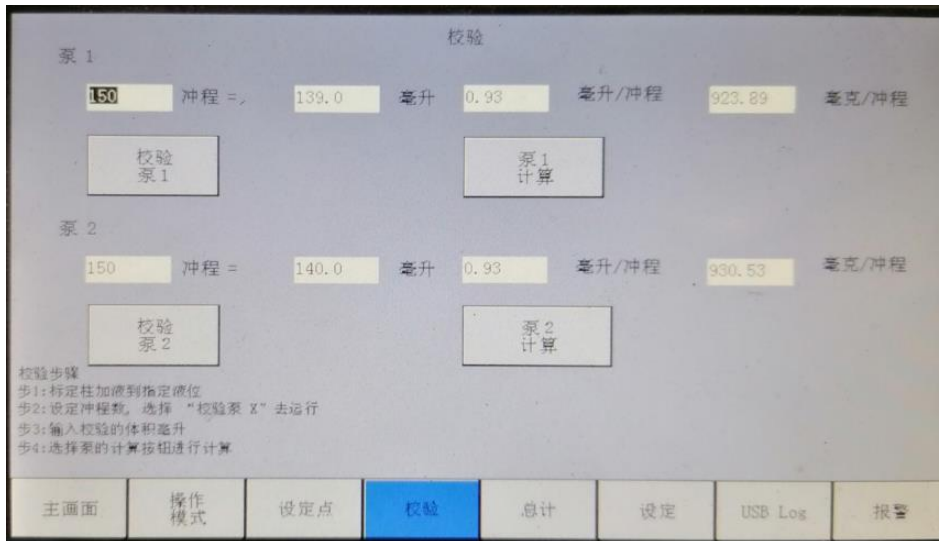 校验
泵 1
150 冲程 =, 139.0 毫升 0.93 毫升/冲程 923.89 毫克/冲程
校验
泵1
泵1
计算
泵 2
150 冲程 = 140.0 毫升 0.93 毫升/冲程 930.53 毫克/冲程
校验
泵2
泵2
计算
校验步骤
步1:标定柱加液到指定液位
步2:设定冲程数, 选择 “校验泵 X”去运行
步3:输入校验的体积毫升
步4:选择泵的计算按钮进行计算
主画面 操作模式 设定点 校验 总计 设定 USB Log 报警